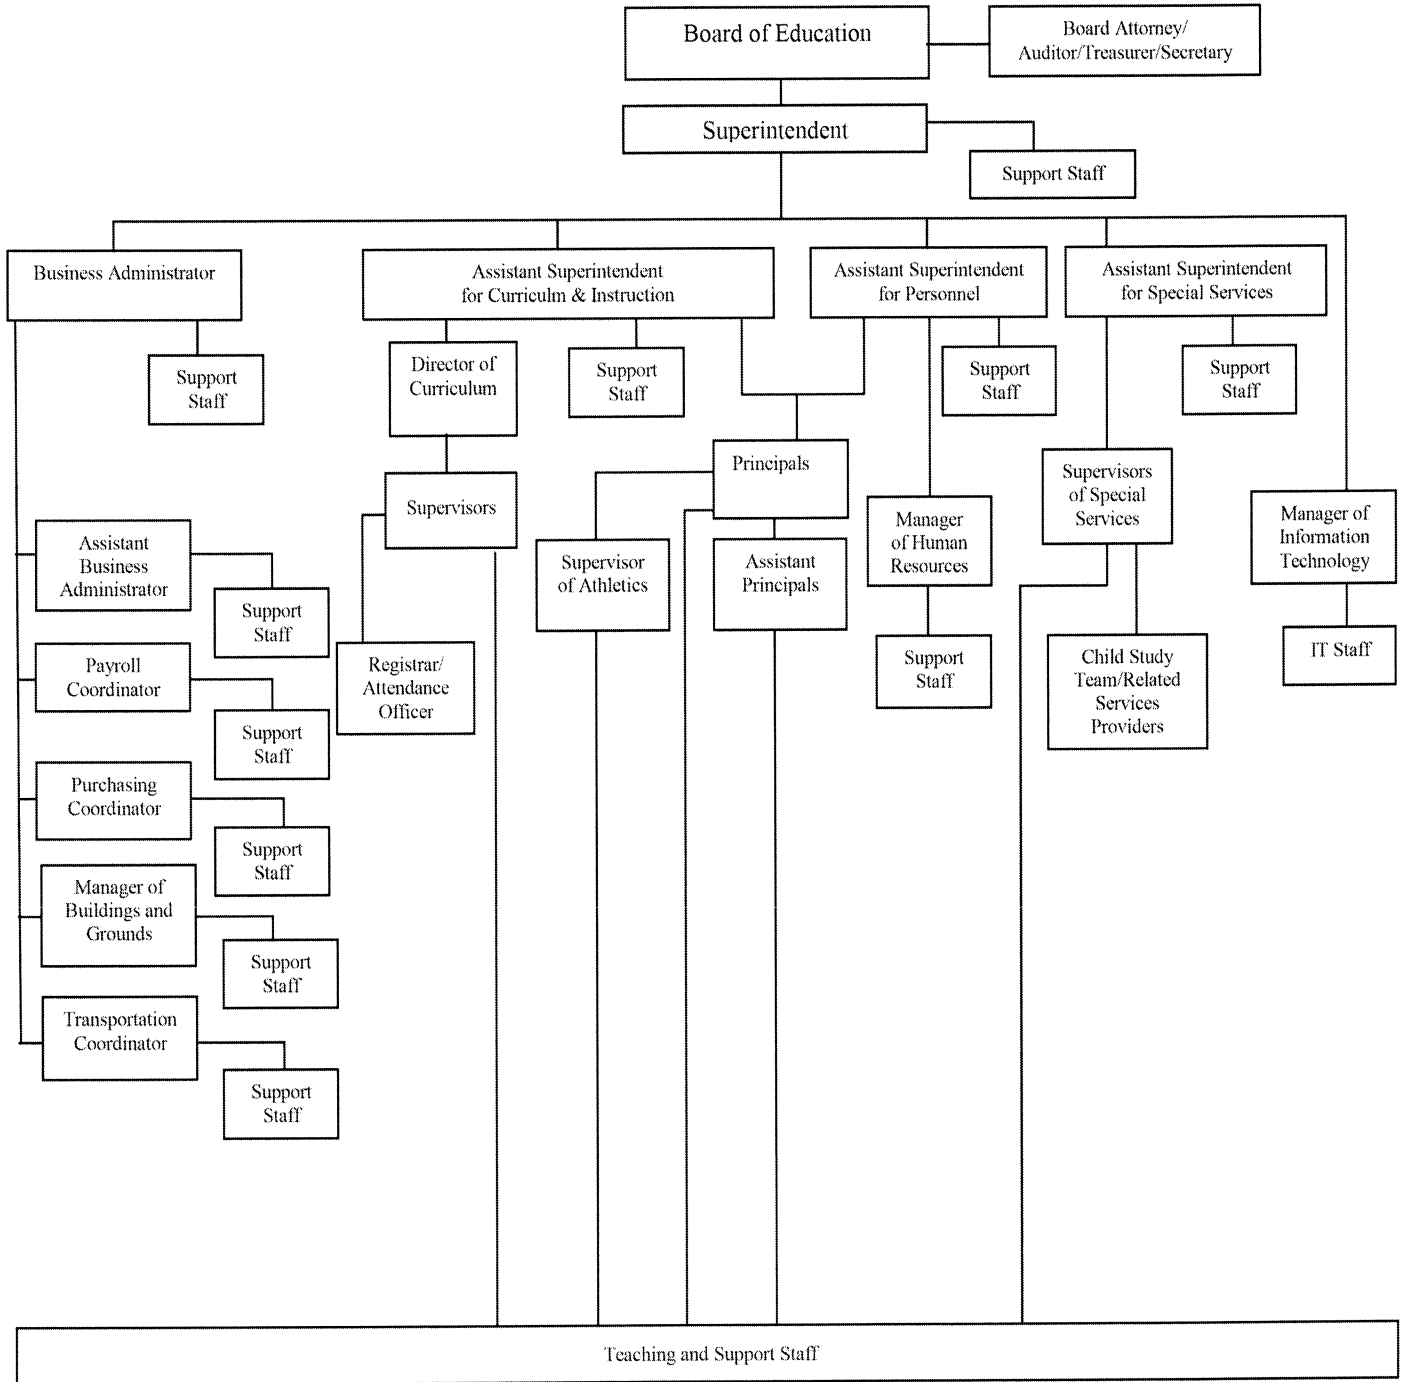 Board of Education
Board Attorney/
Auditor/Treasurer/Secretary
Superintendent
Support Staff
Business Administrator
Assistant Superintendent
for Curriculm & Instruction
Assistant Superintendent
for Personnel
Assistant Superintendent
for Special Services
Support
Staff
Director of
Curriculum
Support
Staff
Support
Staff
Support
Staff
Principals
Supervisors
Supervisors
of Special
Services
Manager
of Human
Resources
Manager of
Information
Technology
Assistant
Business
Administrator
Supervisor
of Athletics
Assistant
Principals
Support
Staff
Payroll
Coordinator
Registrar/
Attendance
Officer
Support
Staff
Child Study
Team/Related
Services
Providers
IT Staff
Support
Staff
Purchasing
Coordinator
Support
Staff
Manager of
Buildings and
Grounds
Support
Staff
Transportation
Coordinator
Support
Staff
Teaching and Support Staff